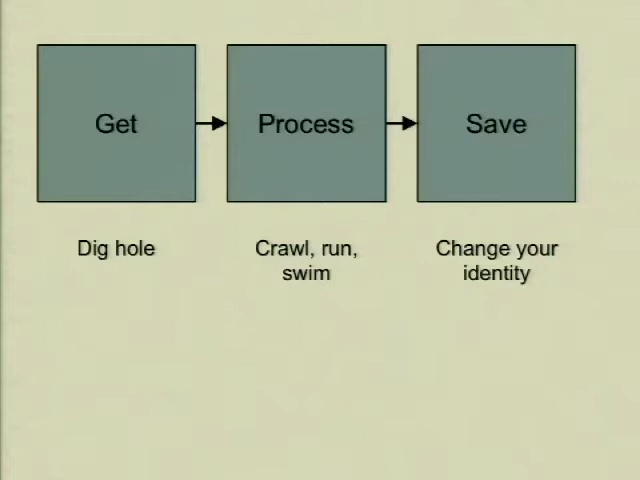 Get
Process
Save
Dig hole
Crawl, run,
swim
Change your
identity